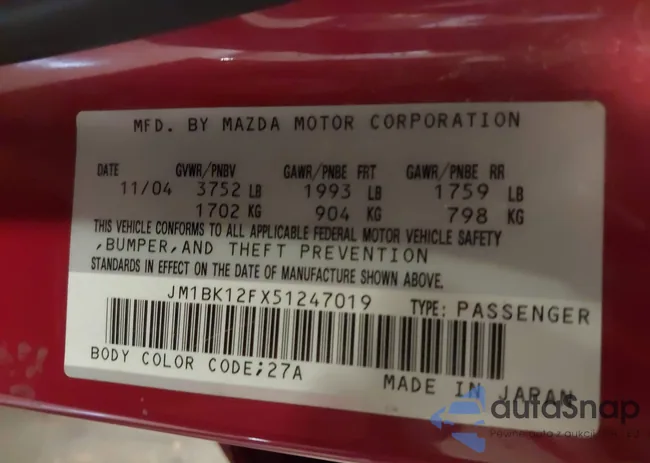 MFD. BY MAZDA MOTOR CORPORATION
DATE GVWR/PNBV GAWR/PNBE FRT GAWR/PNBE RR
11/04 3752 LB 1993 LB 1759 LB
1702 KG 904 KG 798 KG
THIS VEHICLE CONFORMS TO ALL APPLICABLE FEDERAL MOTOR VEHICLE SAFETY
,BUMPER,AND THEFT PREVENTION
STANDARDS IN EFFECT ON THE DATE OF MANUFACTURE SHOWN ABOVE.
JM1BK12FX51247019 TYPE: PASSENGER
BODY COLOR CODE;27A
MADE IN JAPAN
autoSnap